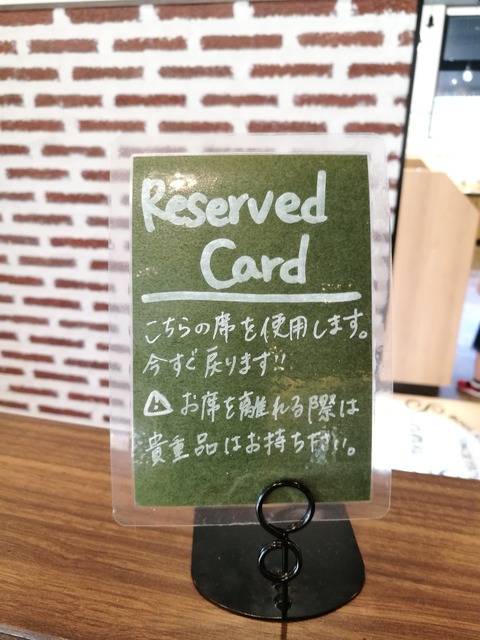 Reserved
Card
こちらの席を使用します。
今すぐ戻ります!!
⚠ お席を離れる際は
貴重品はお持ち下さい。